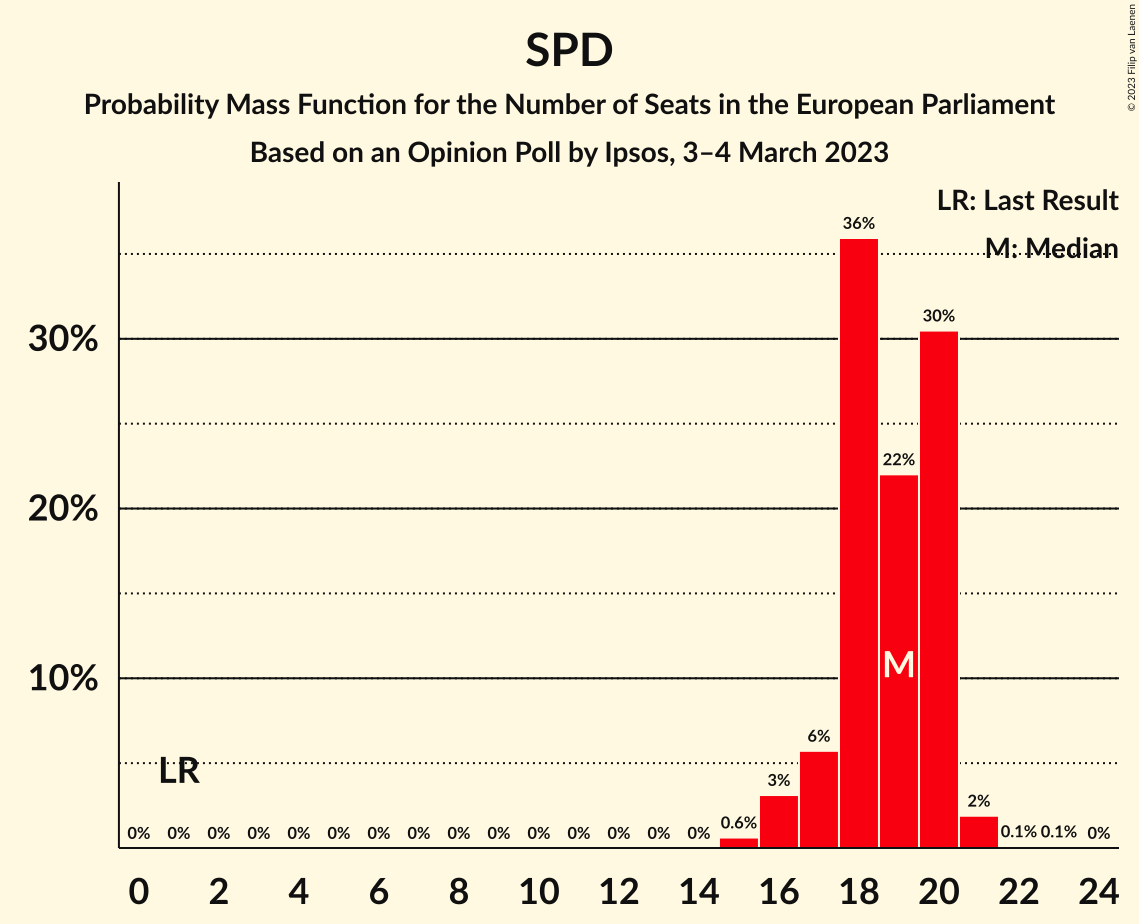 SPD
Probability Mass Function for the Number of Seats in the European Parliament
Based on an Opinion Poll by Ipsos, 3–4 March 2023
© 2023 Filip van Laenen
LR: Last Result
M: Median
36%
30%
30%
22%
20%
M
10%
6%
LR
3%
2%
0% 0% 0% 0% 0% 0% 0% 0% 0% 0% 0% 0% 0% 0% 0% 0.6% 0.1% 0.1% 0%
0 2 4 6 8 10 12 14 16 18 20 22 24